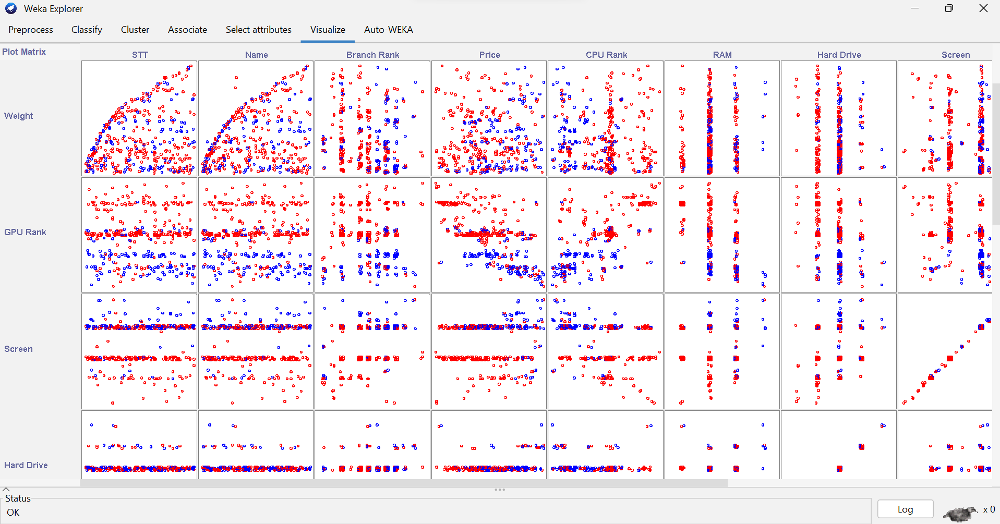 Weka Explorer
Preprocess Classify Cluster Associate Select attributes Visualize Auto-WEKA
Plot Matrix STT Name Branch Rank Price CPU Rank RAM Hard Drive Screen
Weight
GPU Rank
Screen
Hard Drive
Status
OK
Log x 0